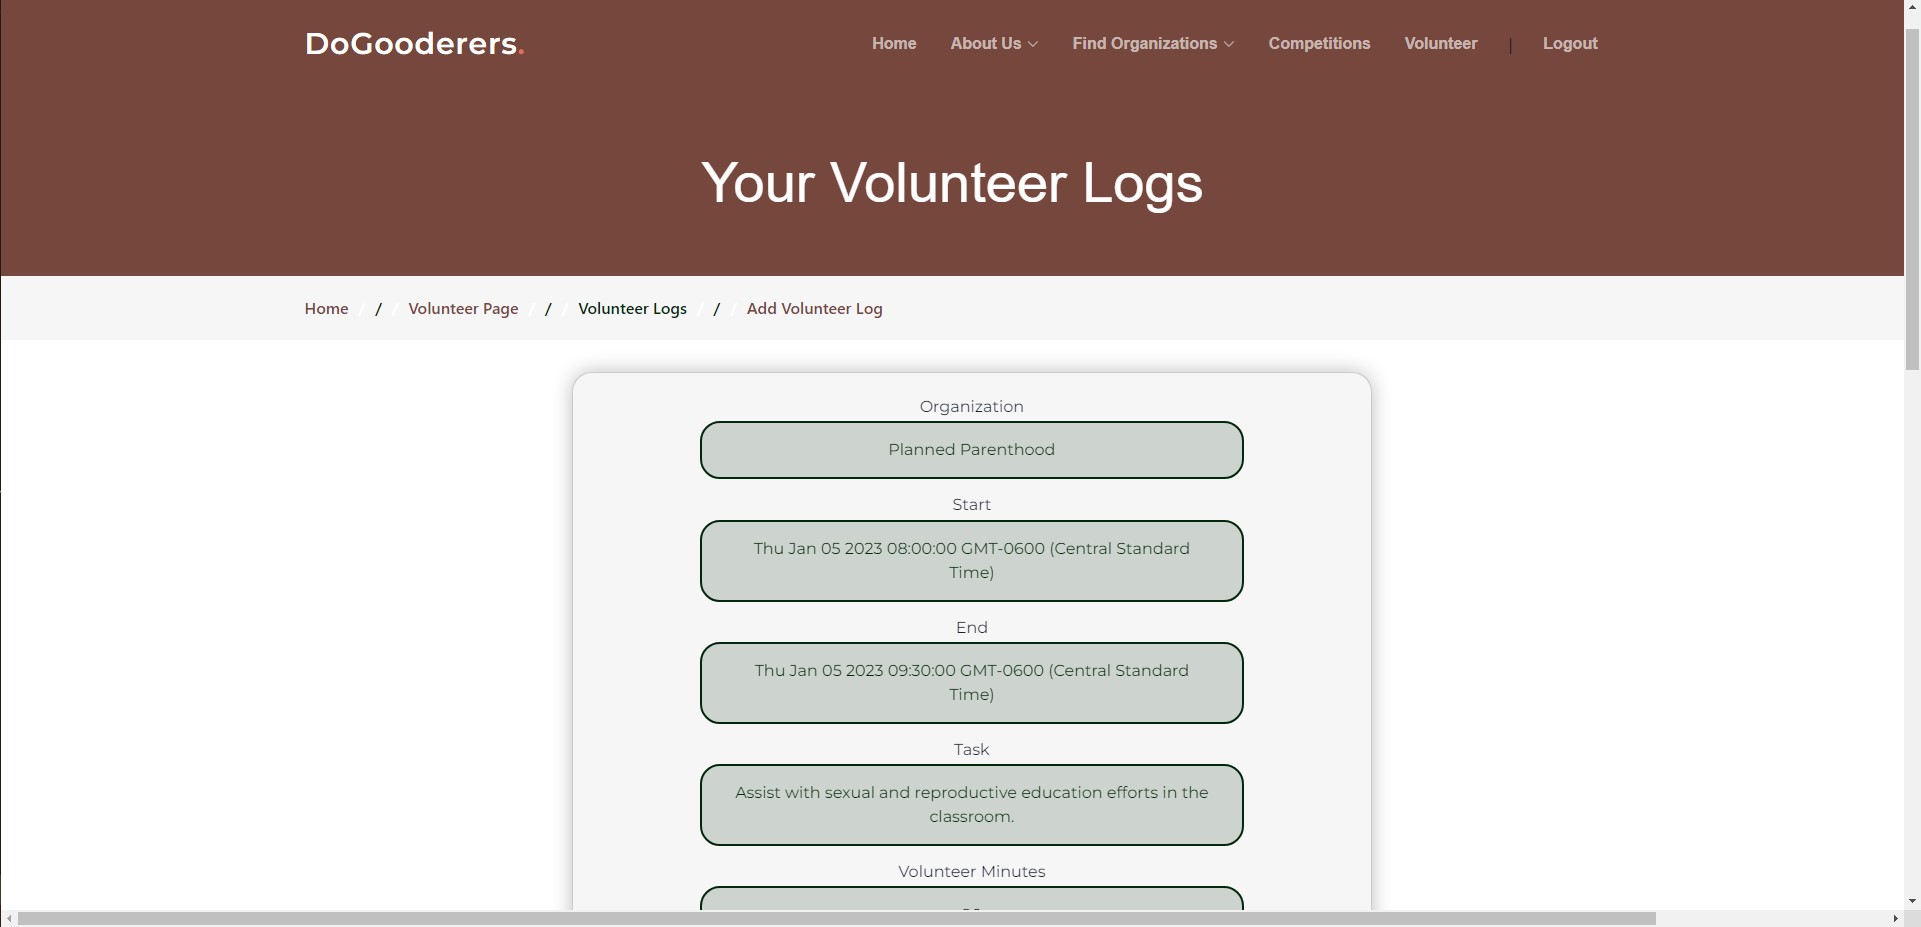 DoGooderers.
Home
About Us
Find Organizations
Competitions
Volunteer
|
Logout
Your Volunteer Logs
Home / Volunteer Page / Volunteer Logs / Add Volunteer Log
Organization
Planned Parenthood
Start
Thu Jan 05 2023 08:00:00 GMT-0600 (Central Standard
Time)
End
Thu Jan 05 2023 09:30:00 GMT-0600 (Central Standard
Time)
Task
Assist with sexual and reproductive education efforts in the
classroom.
Volunteer Minutes